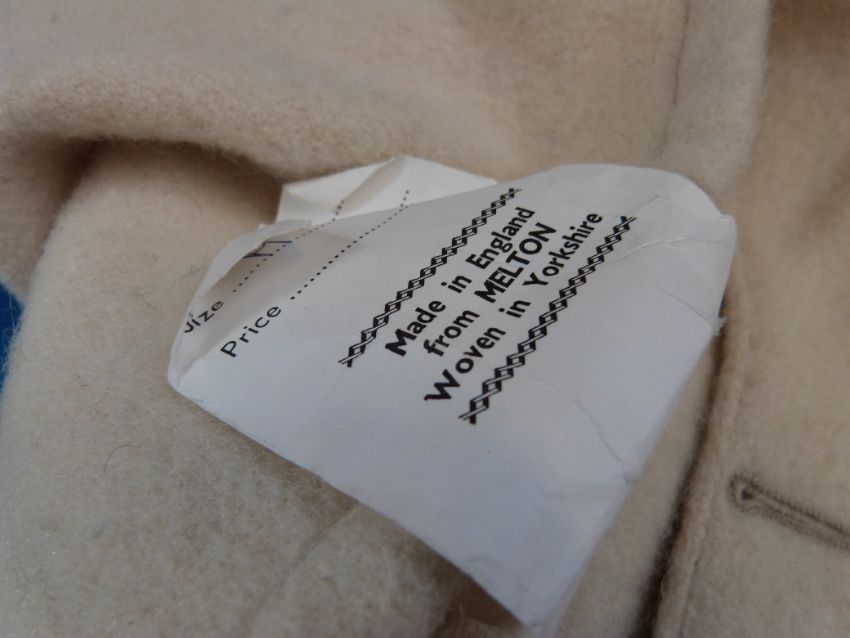 Size ...... M
Price ......................
Made in England
from MELTON
Woven in Yorkshire